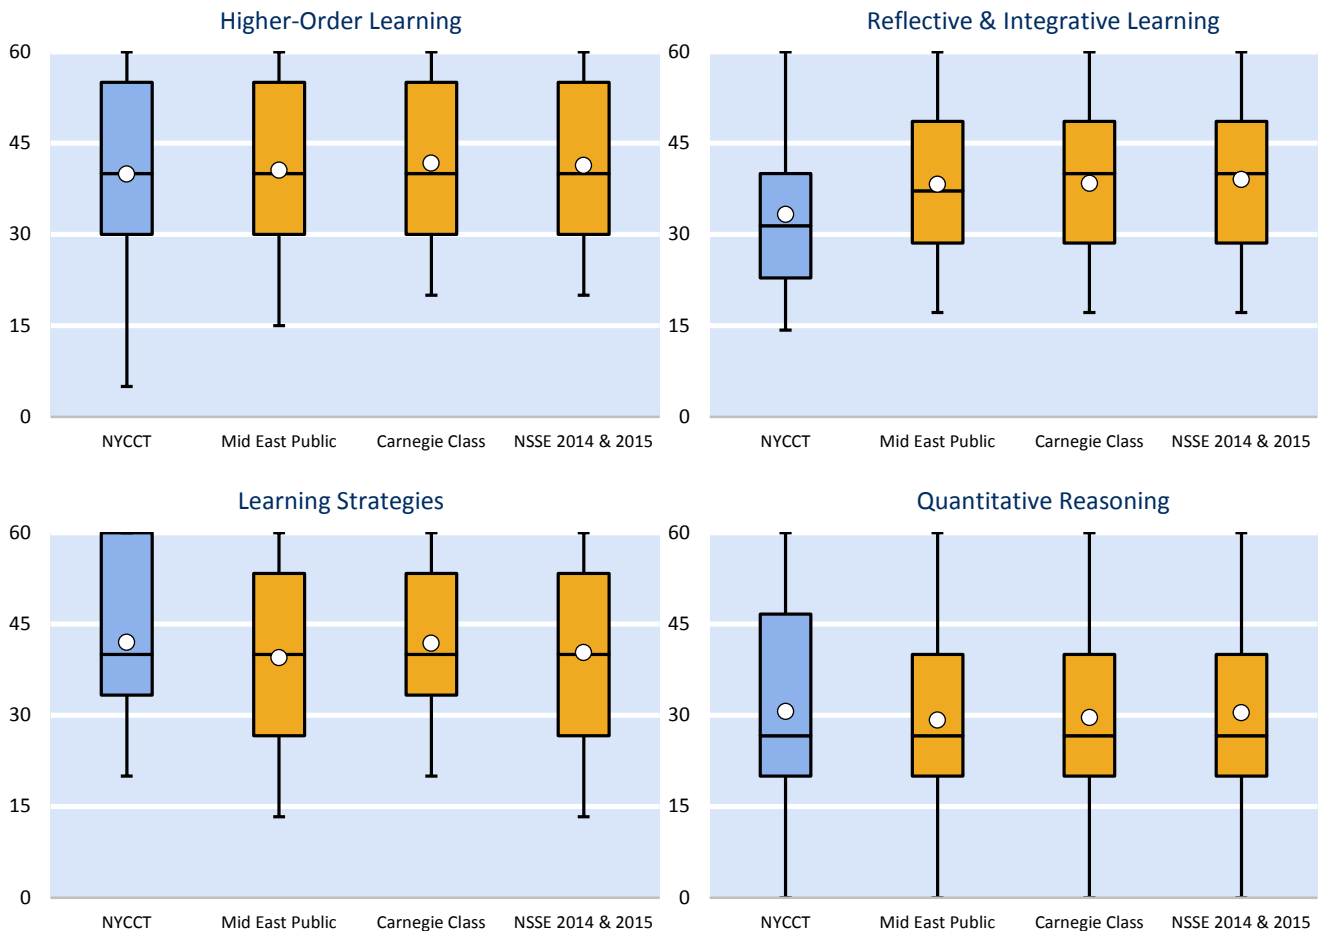 Higher-Order Learning
60
45
30
15
0
NYCCT Mid East Public Carnegie Class NSSE 2014 & 2015
Reflective & Integrative Learning
60
45
30
15
0
NYCCT Mid East Public Carnegie Class NSSE 2014 & 2015
Learning Strategies
60
45
30
15
0
NYCCT Mid East Public Carnegie Class NSSE 2014 & 2015
Quantitative Reasoning
60
45
30
15
0
NYCCT Mid East Public Carnegie Class NSSE 2014 & 2015